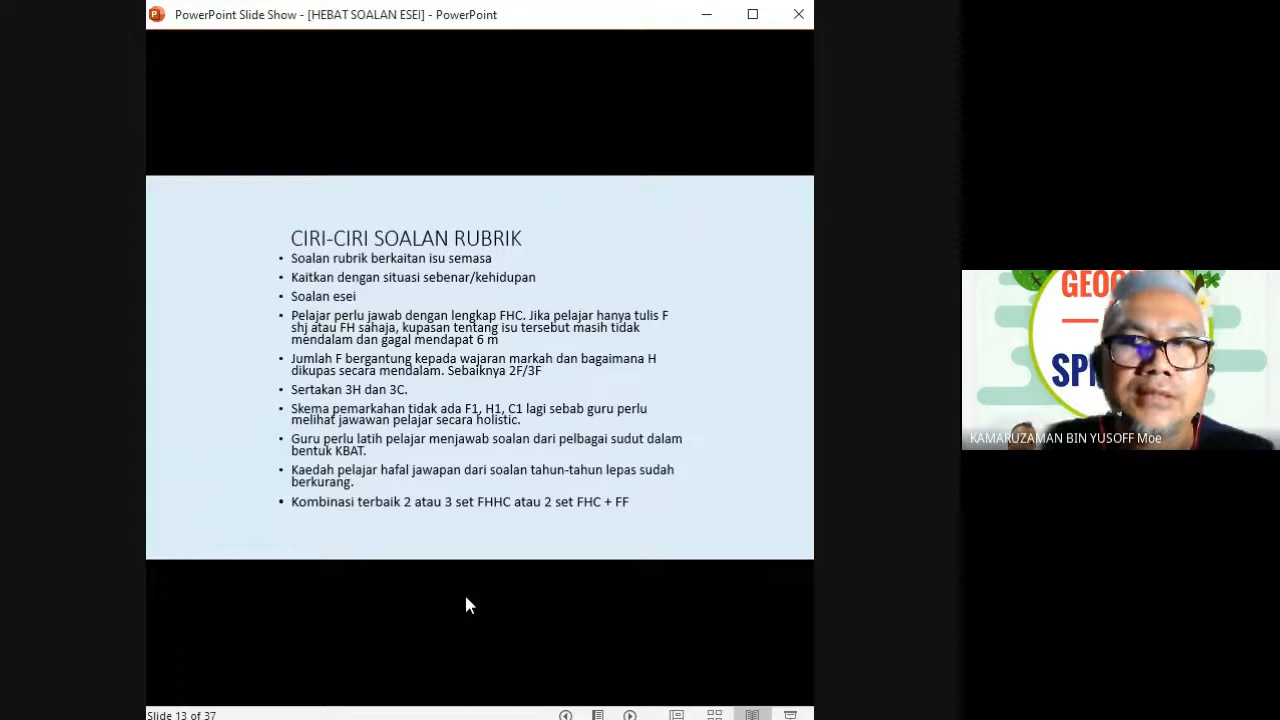 PowerPoint Slide Show - [HEBAT SOALAN ESEI] - PowerPoint
CIRI-CIRI SOALAN RUBRIK
• Soalan rubrik berkaitan isu semasa
• Kaitkan dengan situasi sebenar/kehidupan
• Soalan esei
• Pelajar perlu jawab dengan lengkap FHC. Jika pelajar hanya tulis F
shj atau FH sahaja, kupasan tentang isu tersebut masih tidak
mendalam dan gagal mendapat 6 m
• Jumlah F bergantung kepada wajaran markah dan bagaimana H
dikupas secara mendalam. Sebaiknya 2F/3F
• Sertakan 3H dan 3C.
• Skema pemarkahan tidak ada F1, H1, C1 lagi sebab guru perlu
melihat jawawan pelajar secara holistic.
• Guru perlu latih pelajar menjawab soalan dari pelbagai sudut dalam
bentuk KBAT.
• Kaedah pelajar hafal jawapan dari soalan tahun-tahun lepas sudah
berkurang.
• Kombinasi terbaik 2 atau 3 set FHHC atau 2 set FHC + FF
Slide 13 of 37
KAMARUZAMAN BIN YUSOFF Moe